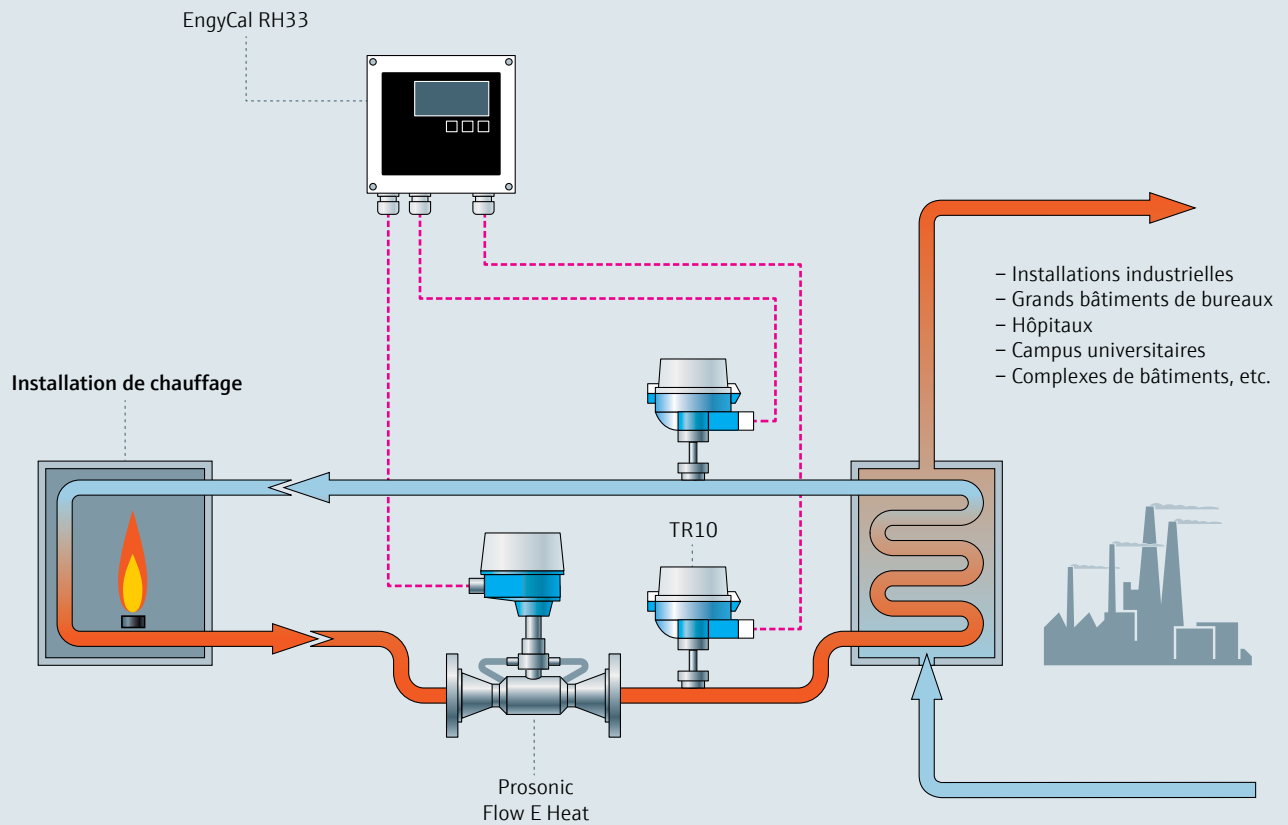 EngyCal RH33
– Installations industrielles
– Grands bâtiments de bureaux
– Hôpitaux
– Campus universitaires
– Complexes de bâtiments, etc.
Installation de chauffage
TR10
Prosonic
Flow E Heat